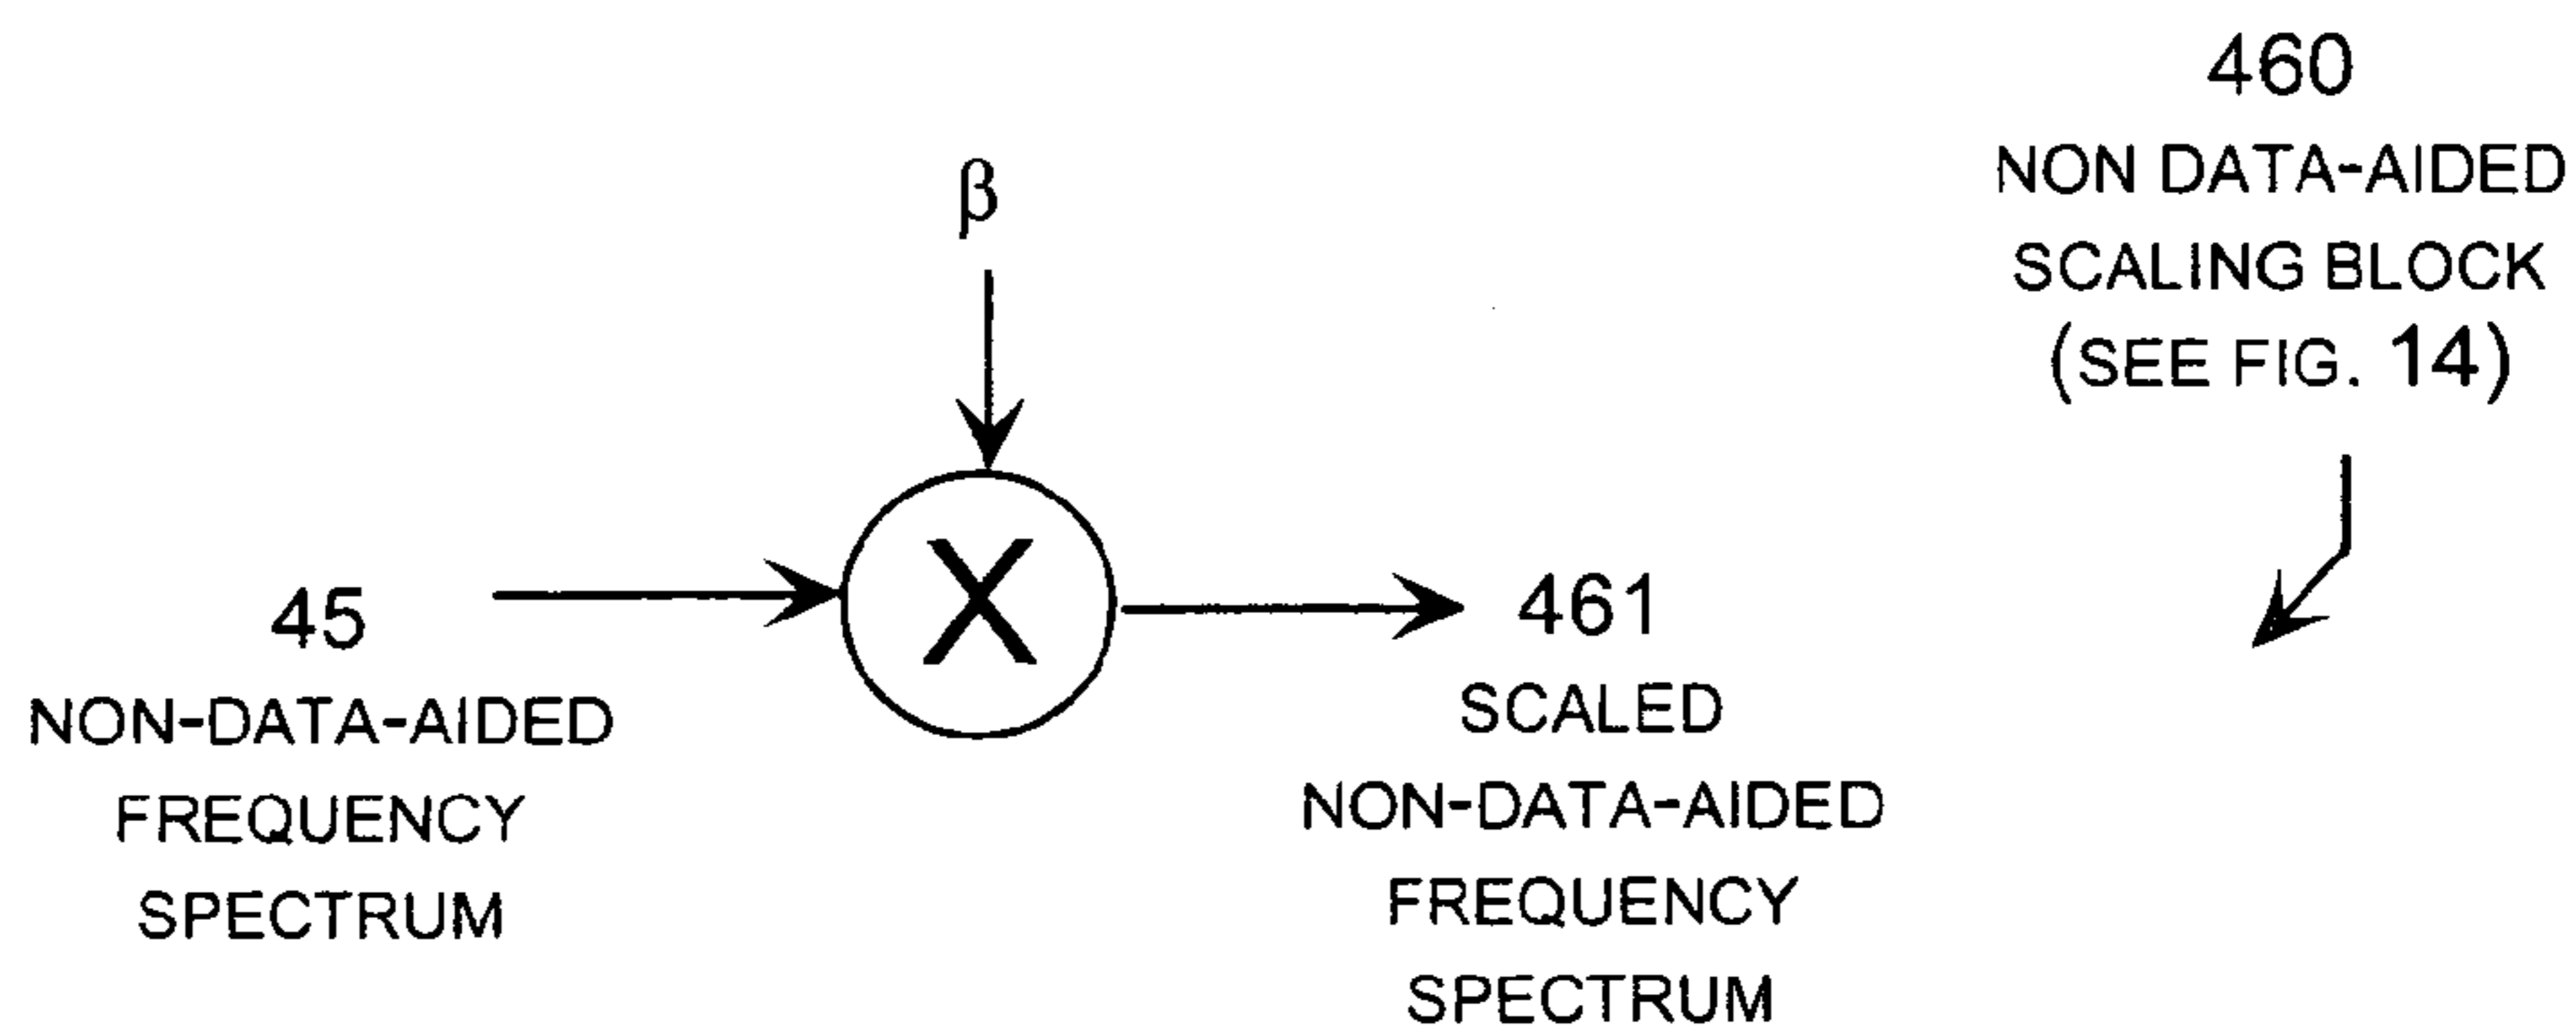 460
NON DATA-AIDED
SCALING BLOCK
(SEE FIG. 14)
β
X
45
NON-DATA-AIDED
FREQUENCY
SPECTRUM
461
SCALED
NON-DATA-AIDED
FREQUENCY
SPECTRUM